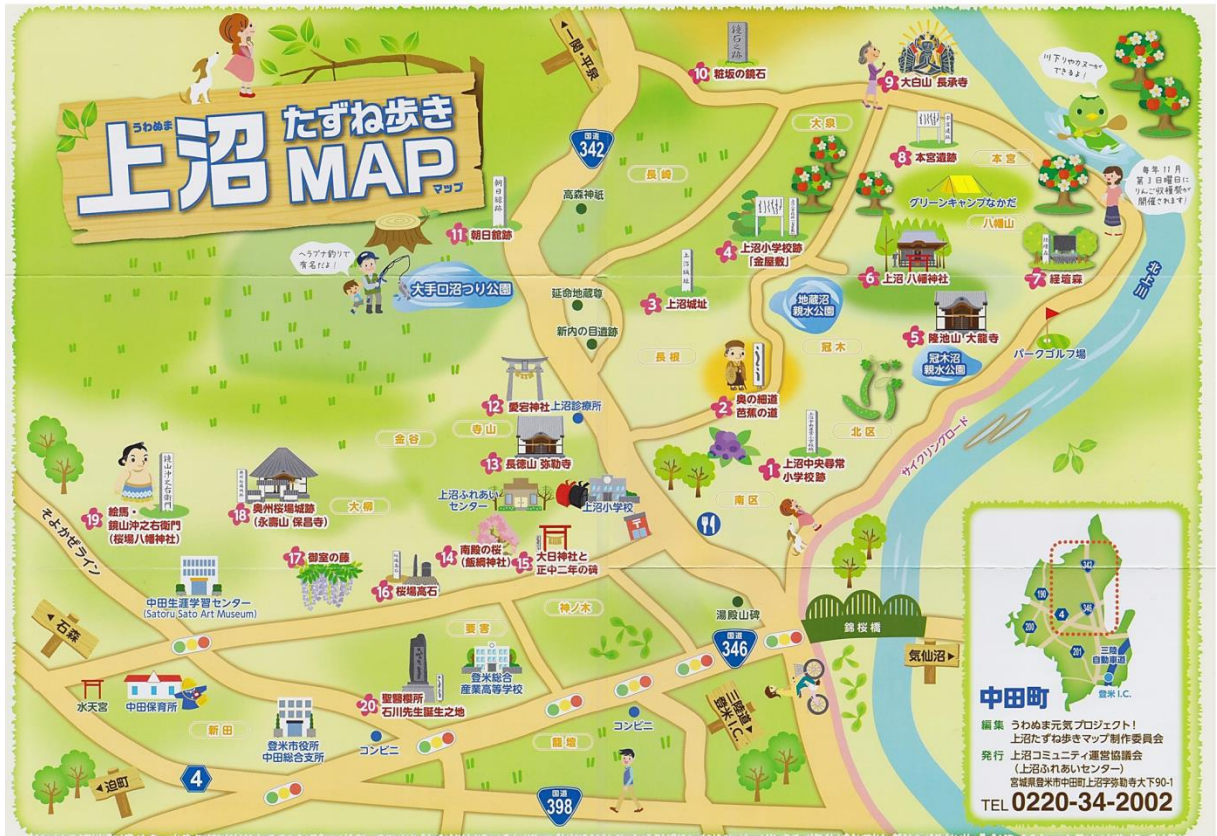 うわぬま
上沼 たずね歩き
MAP
マップ
一関・平泉
鏡石之跡
10 粧坂の鏡石
9 大白山 長承寺
川下りやカヌーが
できるよ!
国道
342
大泉
8 本宮遺跡
本宮
毎年11月
第3日曜日に
りんご収穫祭が
開催されます!
長崎
高森神祇
グリーンキャンプなかだ
八幡山
朝日館跡
11 朝日館跡
4 上沼小学校跡
「金屋敷」
6 上沼 八幡神社
経壇森
7 経壇森
ヘラブナ釣りで
有名だよ!
大手口沼つり公園
延命地蔵尊
上沼城址
3 上沼城址
地蔵沼
親水公園
5 隆池山 大龍寺
北上川
新内の目遺跡
長根
冠木
冠木沼
親水公園
パークゴルフ場
12 愛宕神社
上沼診療所
2 奥の細道
芭蕉の道
金谷
寺山
北区
サイクリングロード
13 長徳山 弥勒寺
1 上沼中央尋常
小学校跡
鏡山沖之右衛門
19 絵馬・
鏡山沖之右衛門
(桜場八幡神社)
18 奥州桜場城跡
(永壽山 保昌寺)
大柳
上沼ふれあい
センター
上沼小学校
南区
そよかぜライン
17 御室の藤
14 南殿の桜
(飯綱神社)
15 大日神社と
正中二年の碑
16 桜場高石
中田生涯学習センター
(Satoru Sato Art Museum)
神ノ木
湯殿山碑
錦桜橋
石森
要害
国道
346
気仙沼
水天宮
中田保育所
登米総合
産業高等学校
20 聖醫櫻所
石川先生誕生之地
三陸道
登米I.C.
新田
登米市役所
中田総合支所
コンビニ
コンビニ
籠壇
迫町
4
国道
398
342
190
346
4
200
201
三陸
自動車道
登米I.C.
中田町
編集 うわぬま元気プロジェクト!
上沼たずね歩きマップ制作委員会
発行 上沼コミュニティ運営協議会
(上沼ふれあいセンター)
宮城県登米市中田町上沼字弥勒寺大下90-1
TEL 0220-34-2002